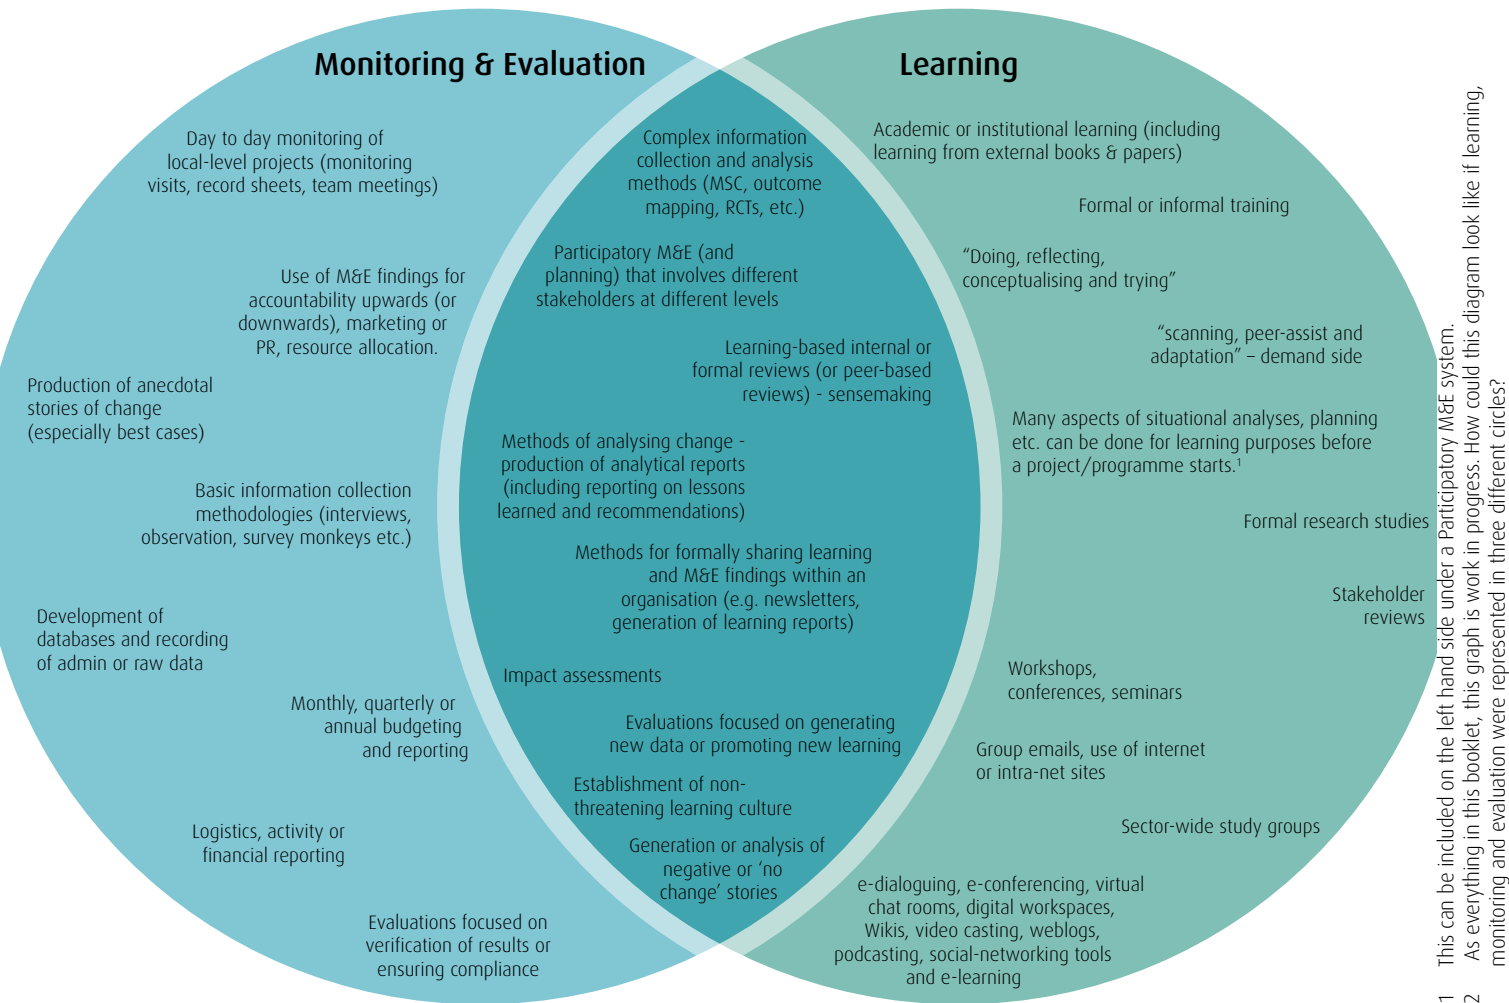 Monitoring & Evaluation
Day to day monitoring of
local-level projects (monitoring
visits, record sheets, team meetings)
Use of M&E findings for
accountability upwards (or
downwards), marketing or
PR, resource allocation.
Production of anecdotal
stories of change
(especially best cases)
Basic information collection
methodologies (interviews,
observation, survey monkeys etc.)
Development of
databases and recording
of admin or raw data
Monthly, quarterly or
annual budgeting
and reporting
Logistics, activity or
financial reporting
Evaluations focused on
verification of results or
ensuring compliance
Complex information
collection and analysis
methods (MSC, outcome
mapping, RCTs, etc.)
Participatory M&E (and
planning) that involves different
stakeholders at different levels
Learning-based internal or
formal reviews (or peer-based
reviews) - sensemaking
Methods of analysing change -
production of analytical reports
(including reporting on lessons
learned and recommendations)
Methods for formally sharing learning
and M&E findings within an
organisation (e.g. newsletters,
generation of learning reports)
Impact assessments
Evaluations focused on generating
new data or promoting new learning
Establishment of non-
threatening learning culture
Generation or analysis of
negative or ‘no
change’ stories
Learning
Academic or institutional learning (including
learning from external books & papers)
Formal or informal training
“Doing, reflecting,
conceptualising and trying”
“scanning, peer-assist and
adaptation” – demand side
Many aspects of situational analyses, planning
etc. can be done for learning purposes before
a project/programme starts.¹
Formal research studies
Stakeholder
reviews
Workshops,
conferences, seminars
Group emails, use of internet
or intra-net sites
Sector-wide study groups
e-dialoguing, e-conferencing, virtual
chat rooms, digital workspaces,
Wikis, video casting, weblogs,
podcasting, social-networking tools
and e-learning
1 This can be included on the left hand side under a Participatory M&E system.
2 As everything in this booklet, this graph is work in progress. How could this diagram look like if learning,
monitoring and evaluation were represented in three different circles?